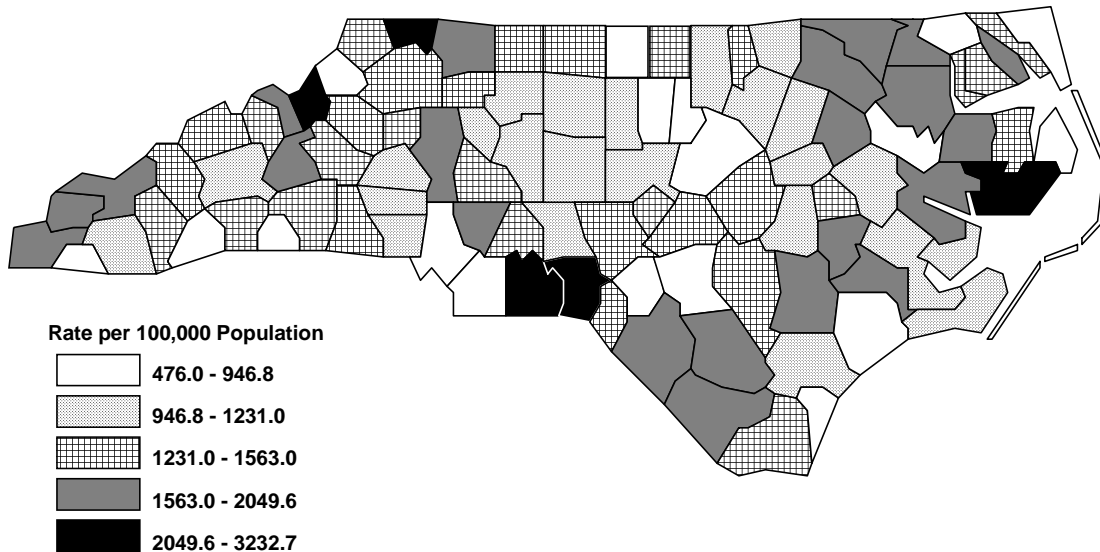 Rate per 100,000 Population
476.0 - 946.8
946.8 - 1231.0
1231.0 - 1563.0
1563.0 - 2049.6
2049.6 - 3232.7